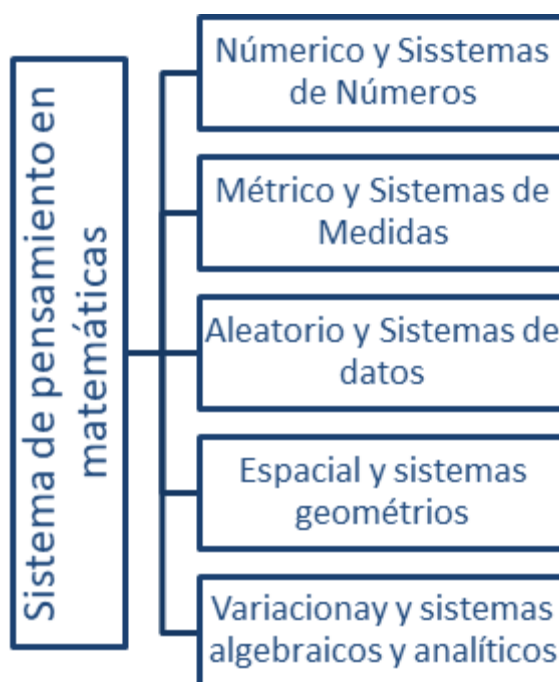 Sistema de pensamiento en
matemáticas
Númerico y Sisstemas
de Números
Métrico y Sistemas de
Medidas
Aleatorio y Sistemas de
datos
Espacial y sistemas
geométrios
Variacionay y sistemas
algebraicos y analíticos